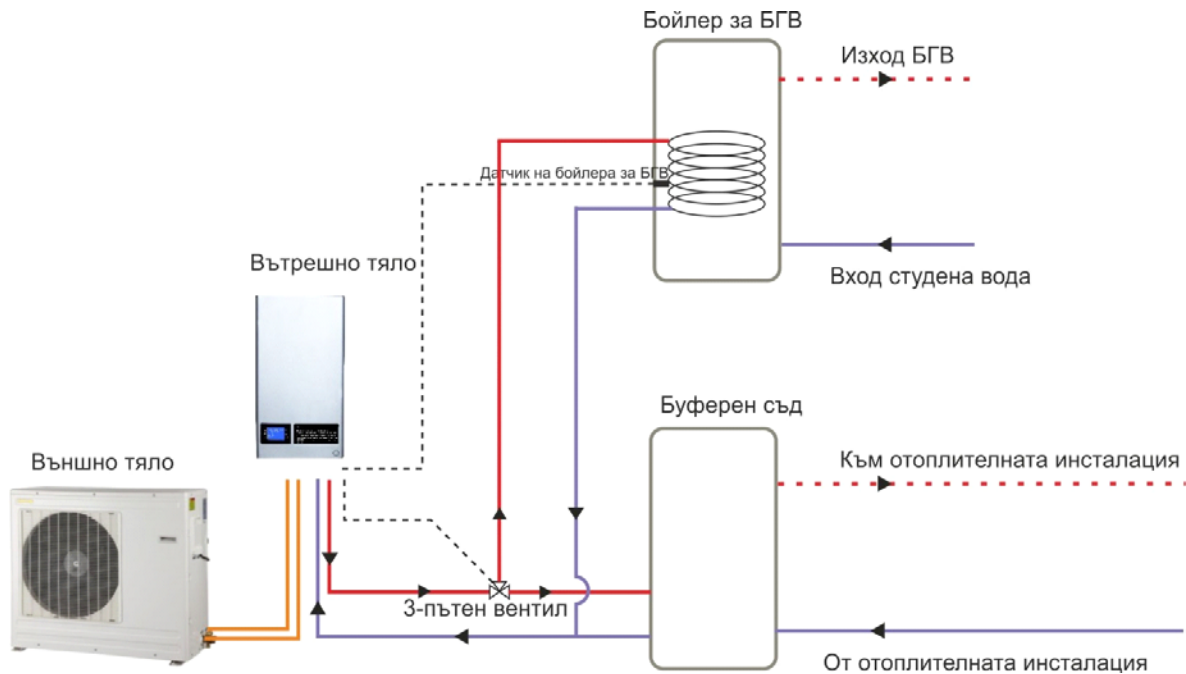 Бойлер за БГВ
Изход БГВ
Датчик на бойлера за БГВ
Вход студена вода
Вътрешно тяло
Буферен съд
Външно тяло
Към отоплителната инсталация
3-пътен вентил
От отоплителната инсталация